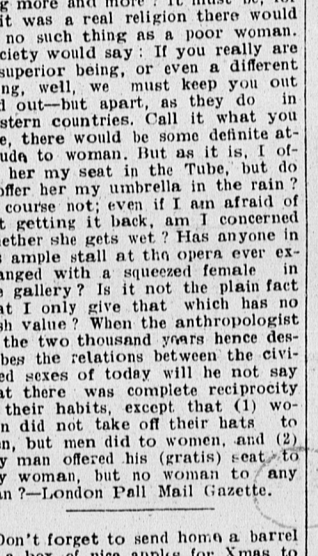 more and more ? It must be, for
it was a real religion there would
no such thing as a poor woman.
ciety would say: If you really are
superior being, or even a different
ng, well, we must keep you out
d out—but apart, as they do in
stern countries. Call it what you
e, there would be some definite at-
ude to woman. But as it is, I of-
her my seat in the Tube, but do
offer her my umbrella in the rain ?
course not; even if I am afraid of
t getting it back, am I concerned
ether she gets wet ? Has anyone in
s ample stall at the opera ever ex-
anged with a squeezed female in
e gallery? Is it not the plain fact
at I only give that which has no
sh value? When the anthropologist
the two thousand years hence des-
bes the relations between the civi-
ed sexes of today will he not say
at there was complete reciprocity
their habits, except that (1) wo-
n did not take off their hats to
n, but men did to women, and (2)
y man offered his (gratis) seat to
y woman, but no woman to any
an ?—London Pall Mail Gazette.
Don't forget to send home a barrel
a box of nice apples for Xmas to